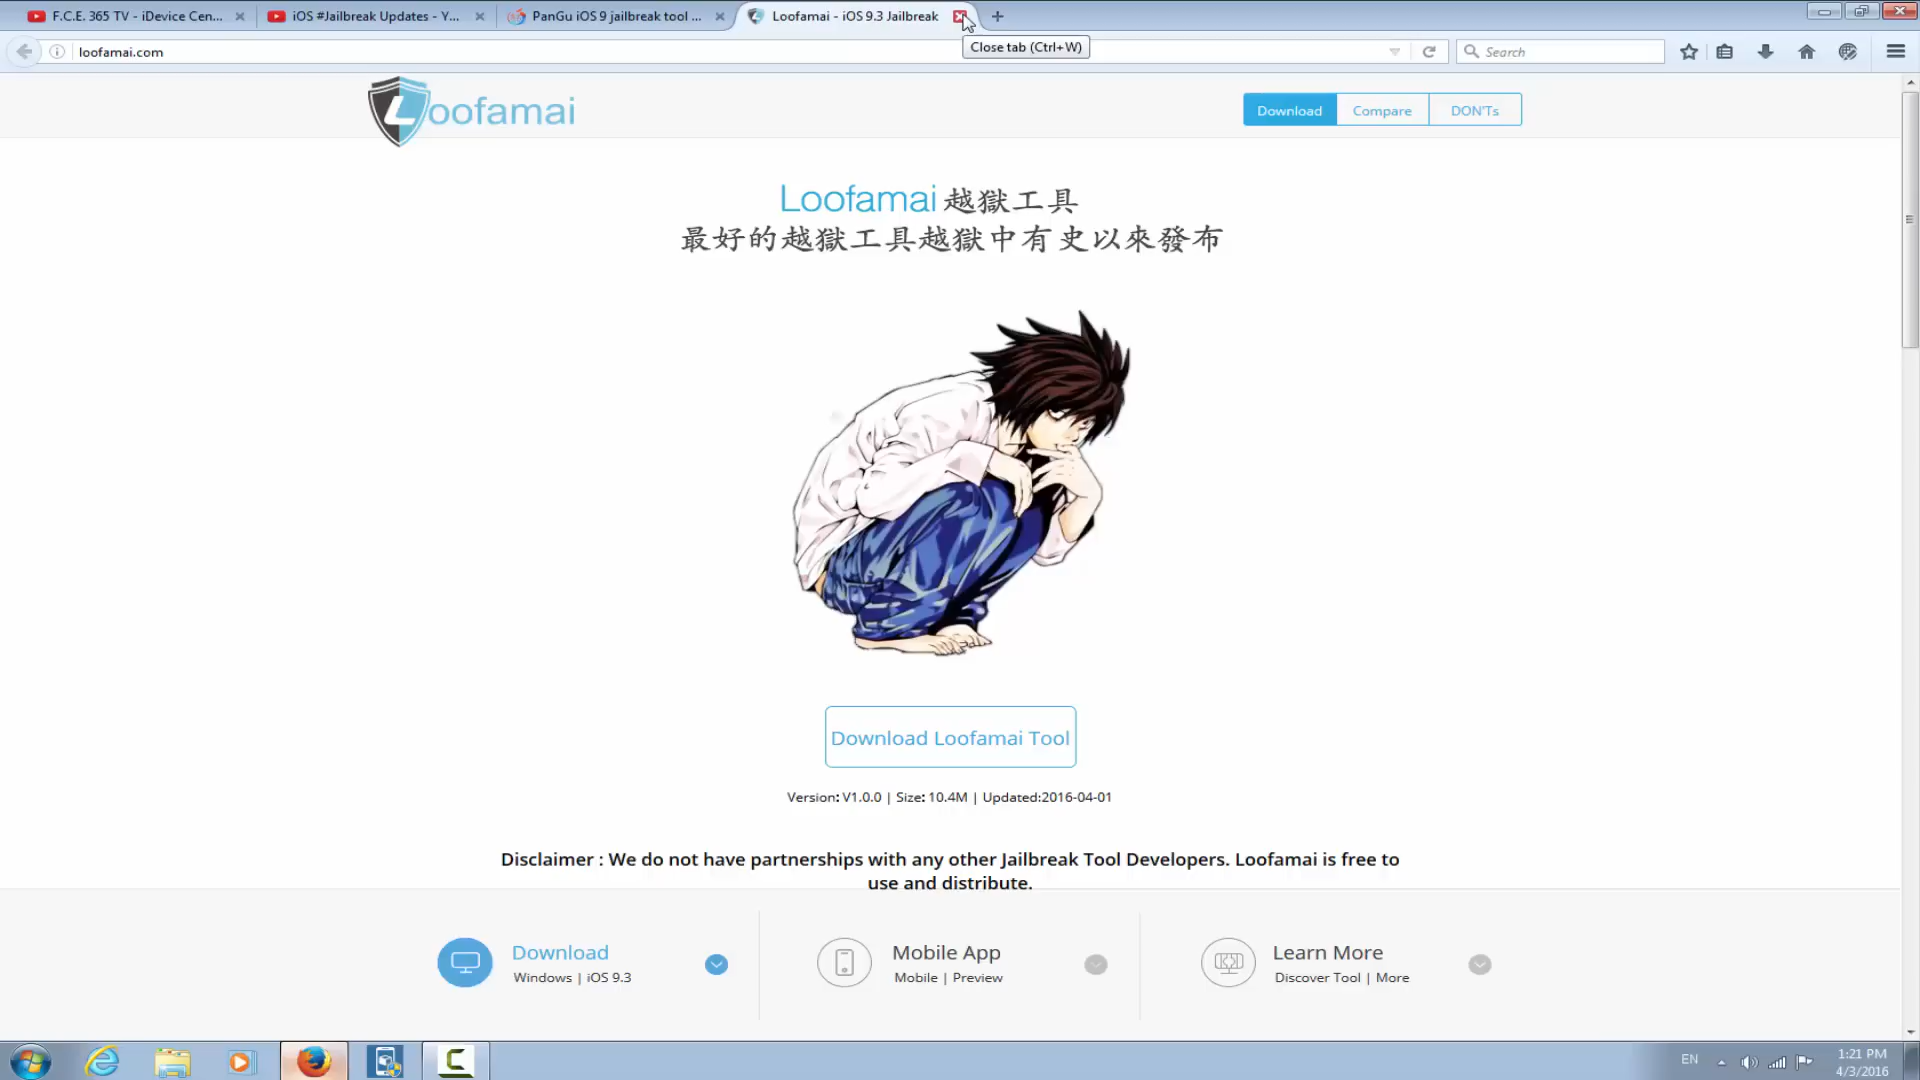 F.C.E. 365 TV - iDevice Cen...
iOS #Jailbreak Updates - Y...
PanGu iOS 9 jailbreak tool ...
Loofamai - iOS 9.3 Jailbreak
loofamai.com
Close tab (Ctrl+W)
Search
Loofamai
Download
Compare
DON'Ts
Loofamai 越獄工具
最好的越獄工具越獄中有史以來發布
Download Loofamai Tool
Version: V1.0.0 | Size: 10.4M | Updated:2016-04-01
Disclaimer : We do not have partnerships with any other Jailbreak Tool Developers. Loofamai is free to
use and distribute.
Download
Windows | iOS 9.3
Mobile App
Mobile | Preview
Learn More
Discover Tool | More
EN
1:21 PM
4/3/2016